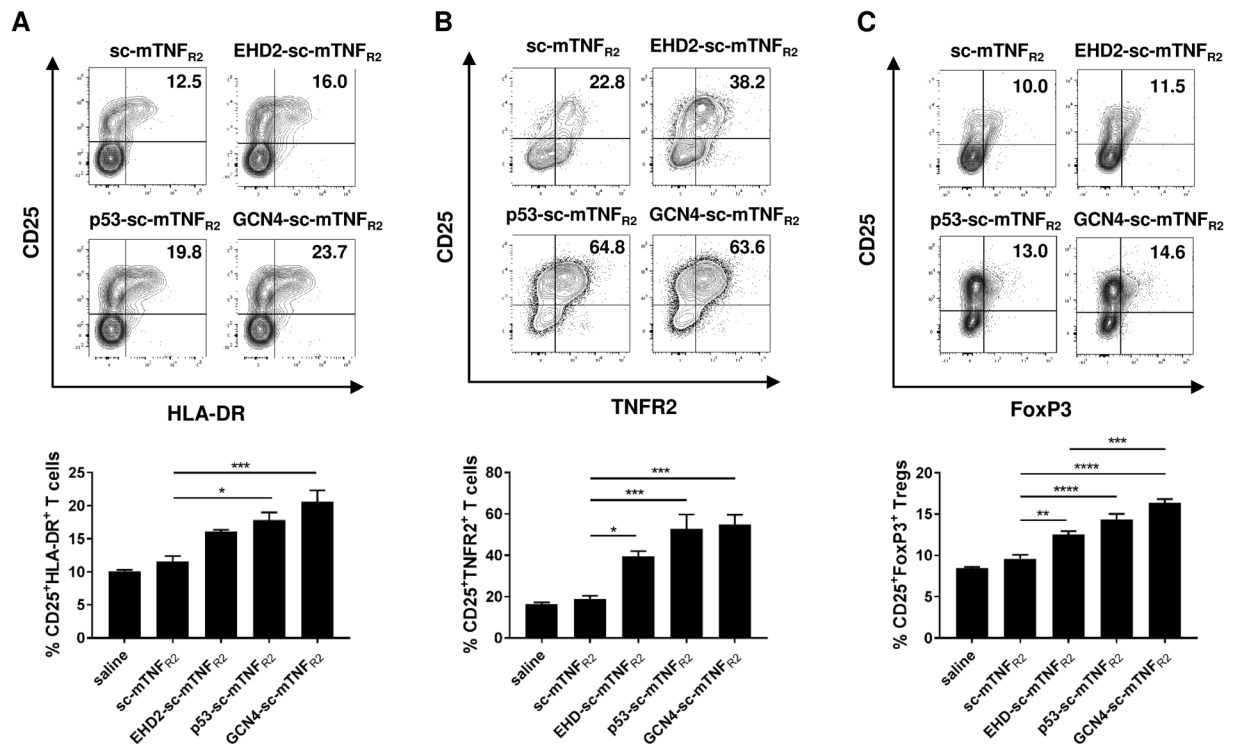 A
B
C
sc-mTNFR2
EHD2-sc-mTNFR2
12.5
16.0
p53-sc-mTNFR2
GCN4-sc-mTNFR2
19.8
23.7
CD25
HLA-DR
sc-mTNFR2
EHD2-sc-mTNFR2
22.8
38.2
p53-sc-mTNFR2
GCN4-sc-mTNFR2
64.8
63.6
CD25
TNFR2
sc-mTNFR2
EHD2-sc-mTNFR2
10.0
11.5
p53-sc-mTNFR2
GCN4-sc-mTNFR2
13.0
14.6
CD25
FoxP3
% CD25+HLA-DR+ T cells
25
20
15
10
5
0
***
*
saline
sc-mTNFR2
EHD2-sc-mTNFR2
p53-sc-mTNFR2
GCN4-sc-mTNFR2
% CD25+TNFR2+ T cells
80
60
40
20
0
***
***
*
saline
sc-mTNFR2
EHD-sc-mTNFR2
p53-sc-mTNFR2
GCN4-sc-mTNFR2
% CD25+FoxP3+ Tregs
20
15
10
5
0
***
****
****
**
saline
sc-mTNFR2
EHD-sc-mTNFR2
p53-sc-mTNFR2
GCN4-sc-mTNFR2